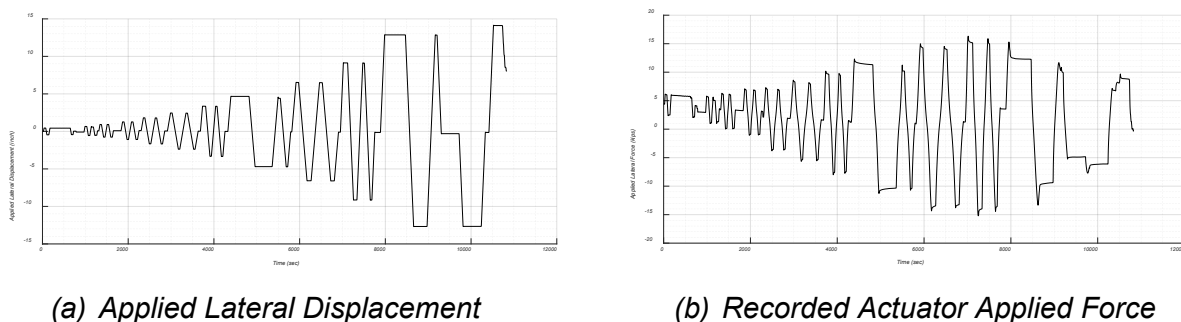 15
10
5
0
-5
-10
-15
0 2000 4000 6000 8000 10000 12000
Applied Lateral Displacement (inch)
Time (sec)
(a) Applied Lateral Displacement
20
15
10
5
0
-5
-10
-15
-20
0 2000 4000 6000 8000 10000 12000
Applied Lateral Force (Kips)
Time (sec)
(b) Recorded Actuator Applied Force